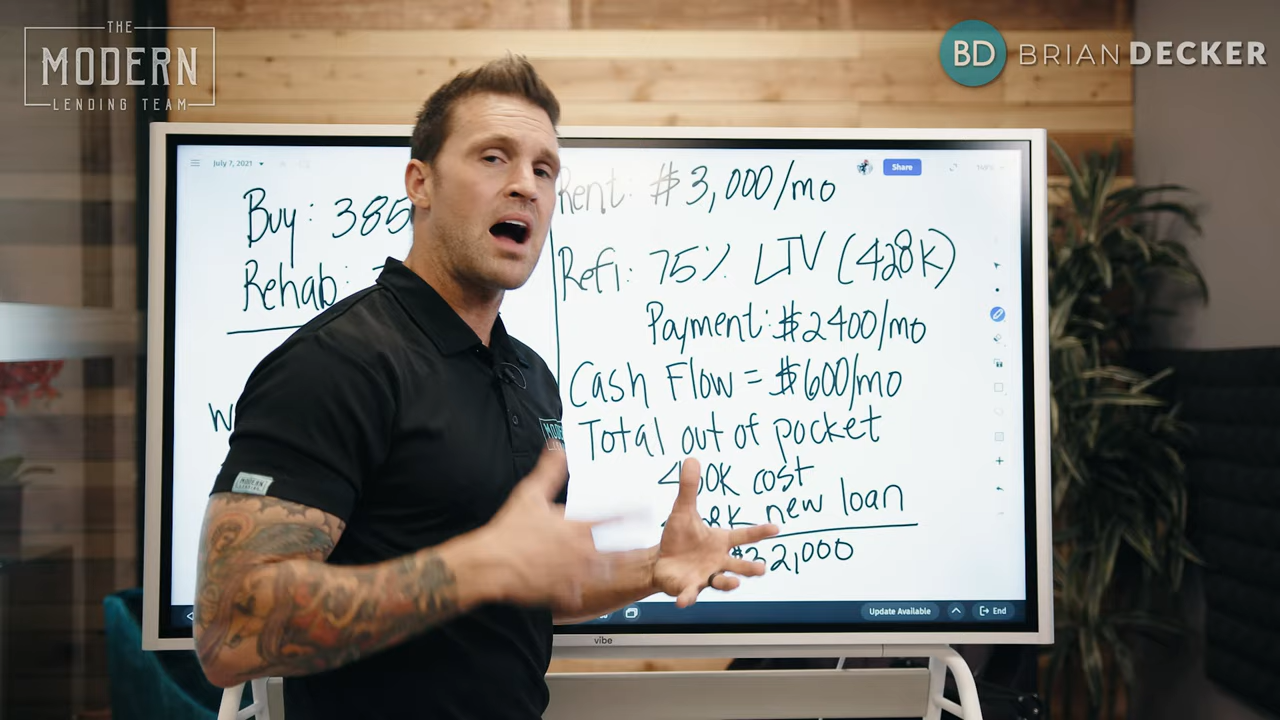 THE
MODERN
LENDING TEAM
BD BRIAN DECKER
July 7, 2021
Share
Buy: 385
Rehab:
Rent: $3,000/mo
Refi: 75% LTV (428K)
Payment: $2400/mo
Cash Flow = $600/mo
Total out of pocket
cost
new loan
$32,000
MODERN
Update Available
End
vibe